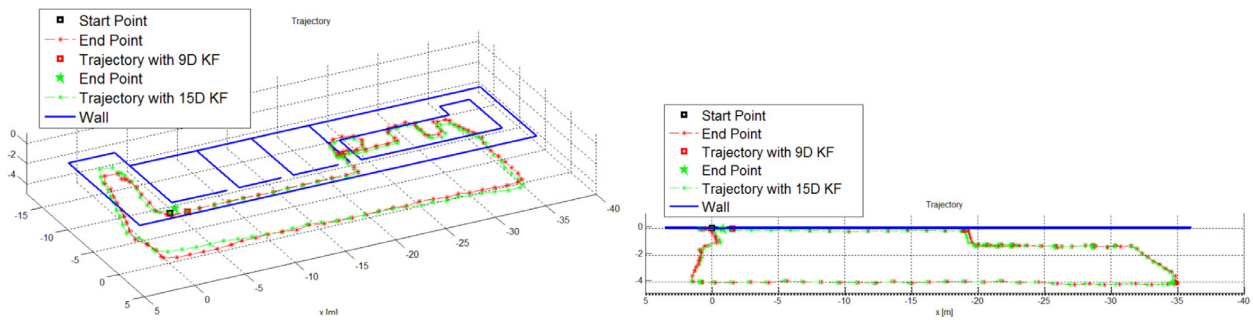 Trajectory
Start Point
End Point
Trajectory with 9D KF
End Point
Trajectory with 15D KF
Wall
0
-2
-4
-15
-10
-5
0
5
5
0
-5
-10
-15
-20
-25
-30
-35
-40
x [m]
Start Point
End Point
Trajectory with 9D KF
End Point
Trajectory with 15D KF
Wall
Trajectory
0
-2
-4
5
0
-5
-10
-15
-20
-25
-30
-35
-40
x [m]